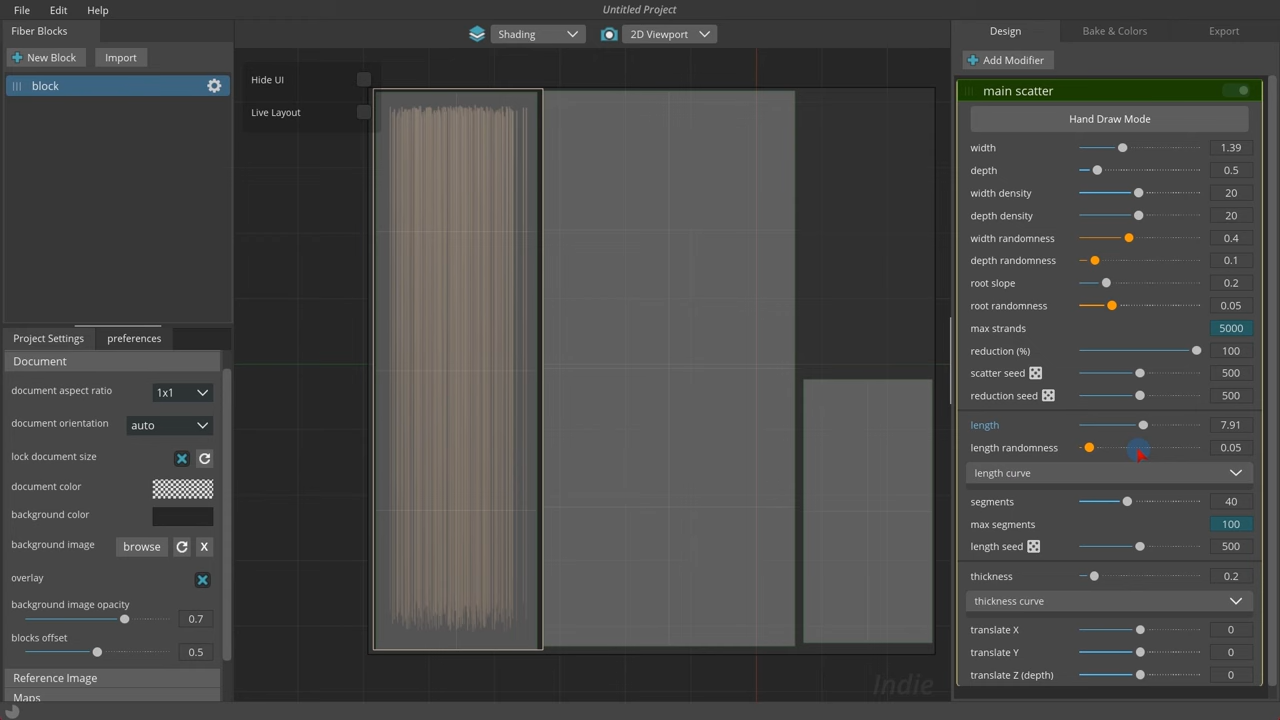 File Edit Help
Untitled Project
Fiber Blocks
Shading
2D Viewport
Design
Bake & Colors
Export
New Block
Import
Add Modifier
block
Hide UI
Live Layout
main scatter
Hand Draw Mode
width 1.39
depth 0.5
width density 20
depth density 20
width randomness 0.4
depth randomness 0.1
root slope 0.2
root randomness 0.05
max strands 5000
reduction (%) 100
scatter seed 500
reduction seed 500
length 7.91
length randomness 0.05
length curve
segments 40
max segments 100
length seed 500
thickness 0.2
thickness curve
translate X 0
translate Y 0
translate Z (depth) 0
Project Settings
preferences
Document
document aspect ratio 1x1
document orientation auto
lock document size
document color
background color
background image browse X
overlay
background image opacity
0.7
blocks offset
0.5
Reference Image
Maps
Indie